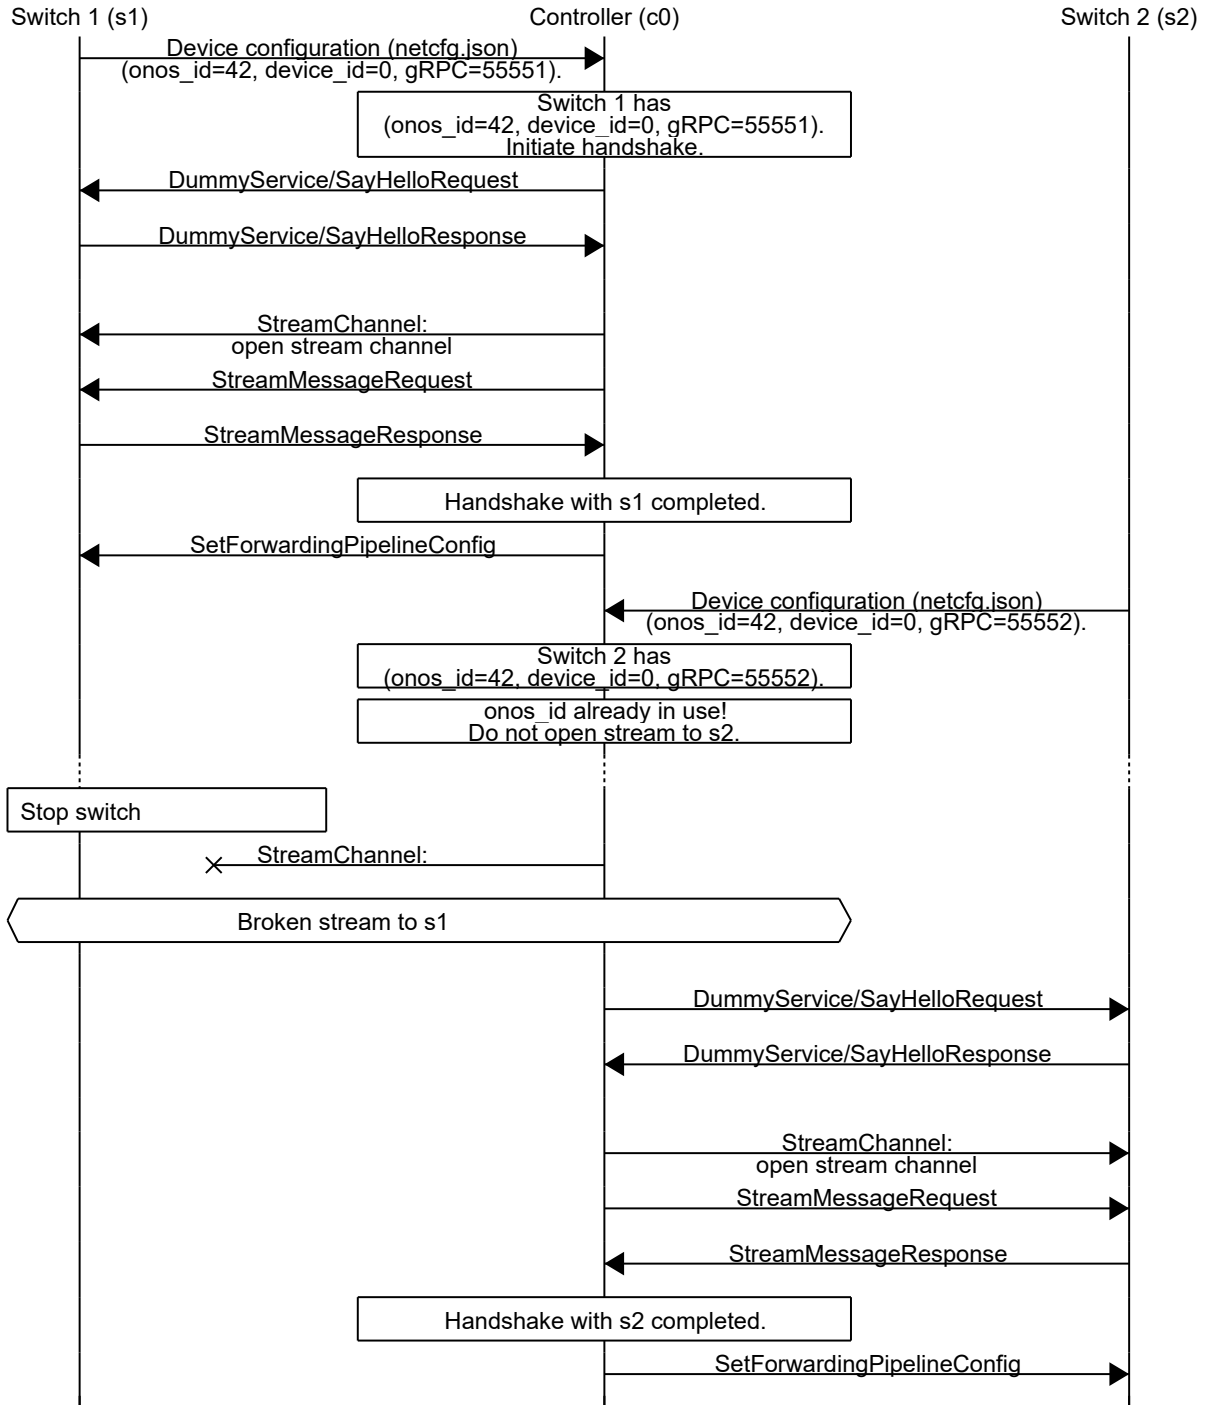 Switch 1 (s1)
Controller (c0)
Switch 2 (s2)
Device configuration (netcfg.json)
(onos_id=42, device_id=0, gRPC=55551).
Switch 1 has
(onos_id=42, device_id=0, gRPC=55551).
Initiate handshake.
DummyService/SayHelloRequest
DummyService/SayHelloResponse
StreamChannel:
open stream channel
StreamMessageRequest
StreamMessageResponse
Handshake with s1 completed.
SetForwardingPipelineConfig
Device configuration (netcfg.json)
(onos_id=42, device_id=0, gRPC=55552).
Switch 2 has
(onos_id=42, device_id=0, gRPC=55552).
onos_id already in use!
Do not open stream to s2.
Stop switch
StreamChannel:
Broken stream to s1
DummyService/SayHelloRequest
DummyService/SayHelloResponse
StreamChannel:
open stream channel
StreamMessageRequest
StreamMessageResponse
Handshake with s2 completed.
SetForwardingPipelineConfig